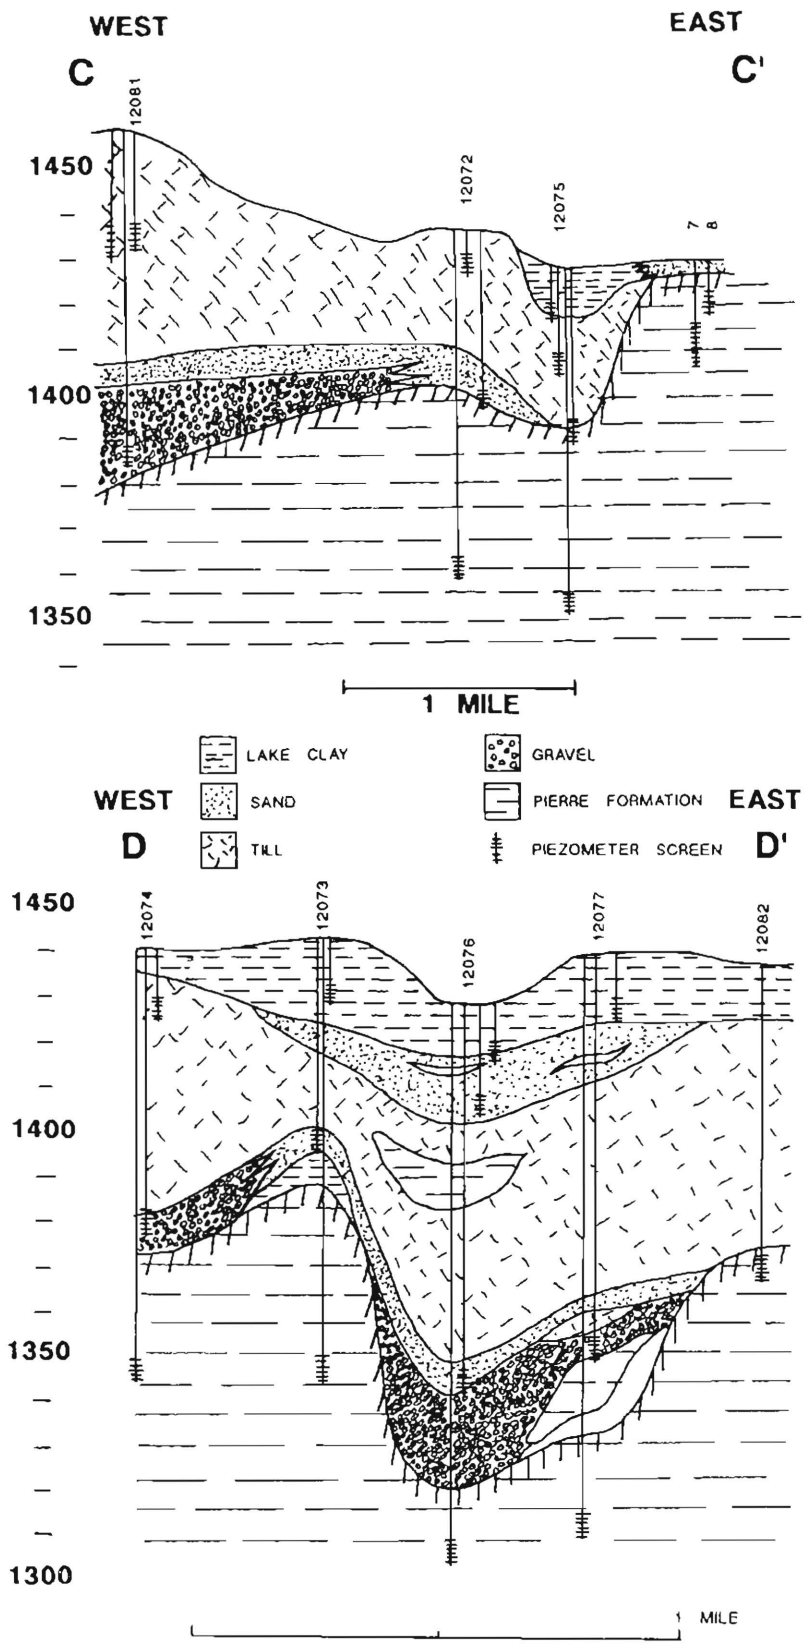 WEST EAST
C C'
12081
1450
12072
12075
7
8
1400
1350
1 MILE
LAKE CLAY GRAVEL
SAND PIERRE FORMATION
TILL PIEZOMETER SCREEN
WEST EAST
D D'
1450
12074
12073
12076
12077
12082
1400
1350
1300
1 MILE